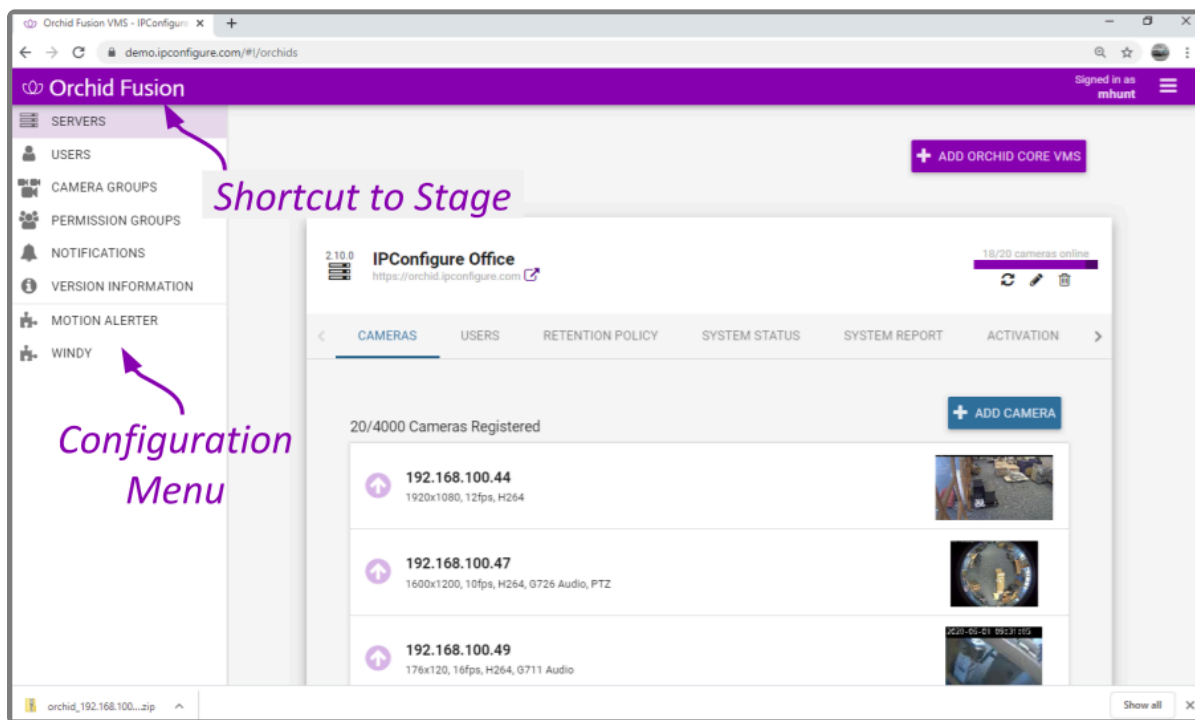 Orchid Fusion VMS - IPConfigure
demo.ipconfigure.com/#!/orchids
Orchid Fusion
Signed in as
mhunt
SERVERS
USERS
CAMERA GROUPS
PERMISSION GROUPS
NOTIFICATIONS
VERSION INFORMATION
MOTION ALERTER
WINDY
Shortcut to Stage
Configuration
Menu
ADD ORCHID CORE VMS
2.10.0
IPConfigure Office
https://orchid.ipconfigure.com
18/20 cameras online
CAMERAS USERS RETENTION POLICY SYSTEM STATUS SYSTEM REPORT ACTIVATION
ADD CAMERA
20/4000 Cameras Registered
192.168.100.44
1920x1080, 12fps, H264
192.168.100.47
1600x1200, 10fps, H264, G726 Audio, PTZ
192.168.100.49
176x120, 16fps, H264, G711 Audio
orchid_192.168.100...zip
Show all